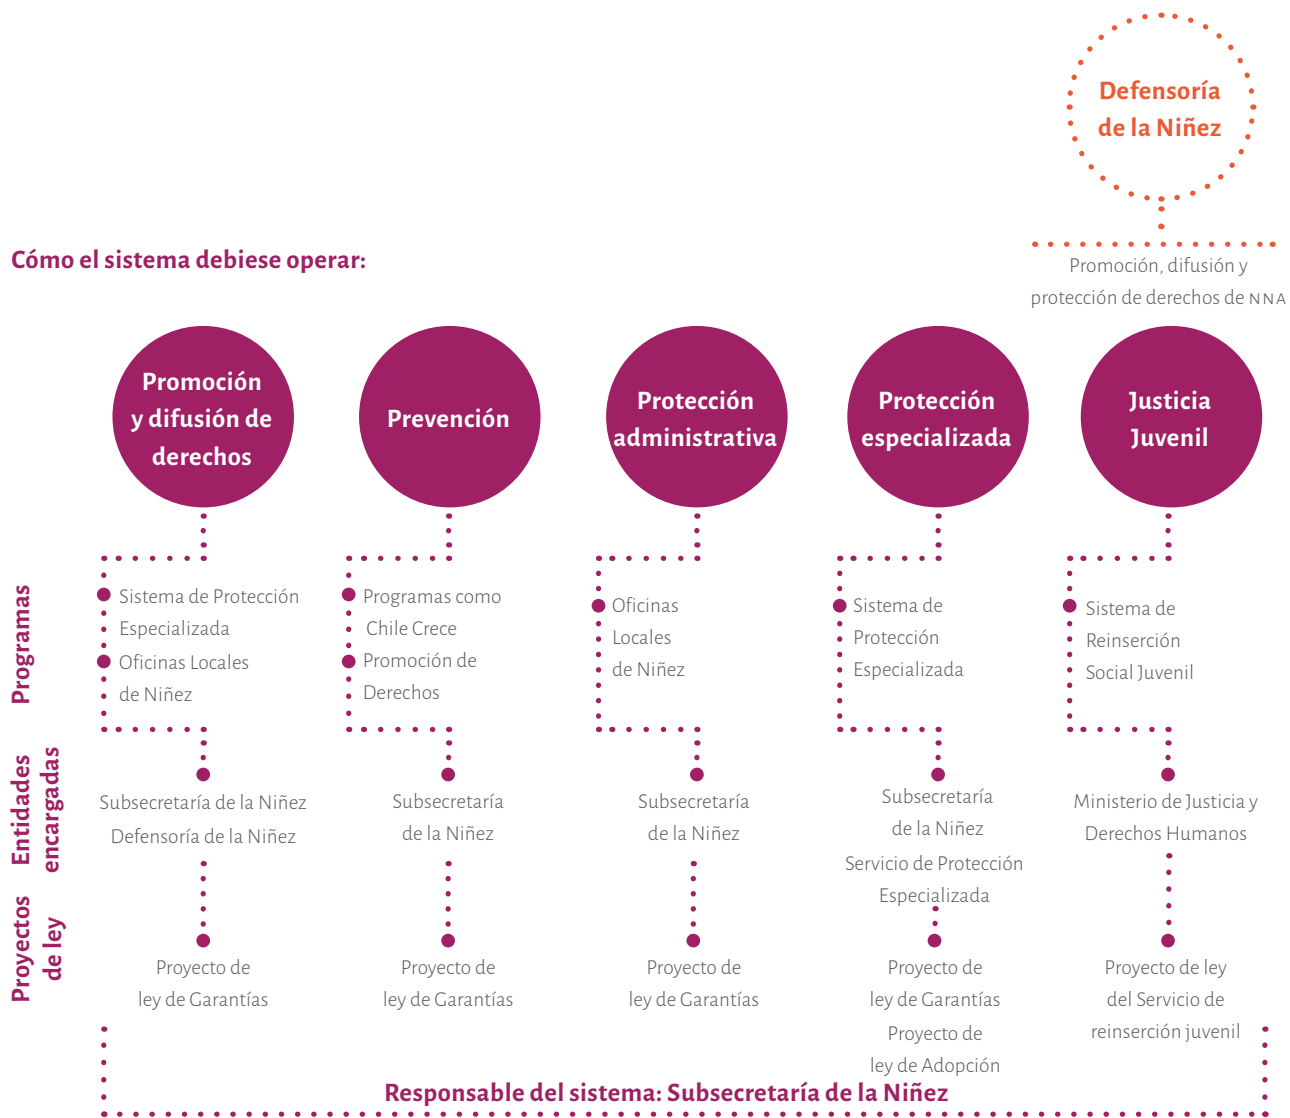 Defensoría
de la Niñez
Promoción, difusión y
protección de derechos de NNA
Cómo el sistema debiese operar:
Promoción
y difusión de
derechos
Prevención
Protección
administrativa
Protección
especializada
Justicia
Juvenil
Programas
Sistema de Protección
Especializada
Oficinas Locales
de Niñez
Programas como
Chile Crece
Promoción de
Derechos
Oficinas
Locales
de Niñez
Sistema de
Protección
Especializada
Sistema de
Reinserción
Social Juvenil
Entidades
encargadas
Subsecretaría de la Niñez
Defensoría de la Niñez
Subsecretaría
de la Niñez
Subsecretaría
de la Niñez
Subsecretaría
de la Niñez
Servicio de Protección
Especializada
Ministerio de Justicia y
Derechos Humanos
Proyectos
de ley
Proyecto de
ley de Garantías
Proyecto de
ley de Garantías
Proyecto de
ley de Garantías
Proyecto de
ley de Garantías
Proyecto de
ley de Adopción
Proyecto de ley
del Servicio de
reinserción juvenil
Responsable del sistema: Subsecretaría de la Niñez